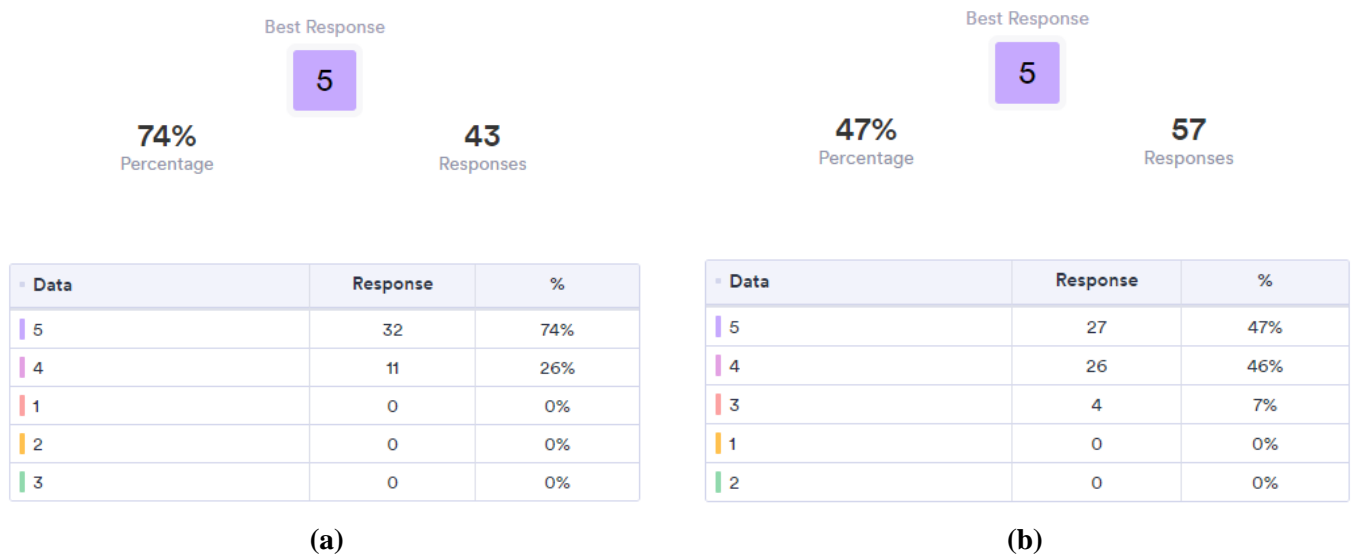 Best Response
5
74%
Percentage
43
Responses
Data Response %
5 32 74%
4 11 26%
1 0 0%
2 0 0%
3 0 0%
(a)
Best Response
5
47%
Percentage
57
Responses
Data Response %
5 27 47%
4 26 46%
3 4 7%
1 0 0%
2 0 0%
(b)